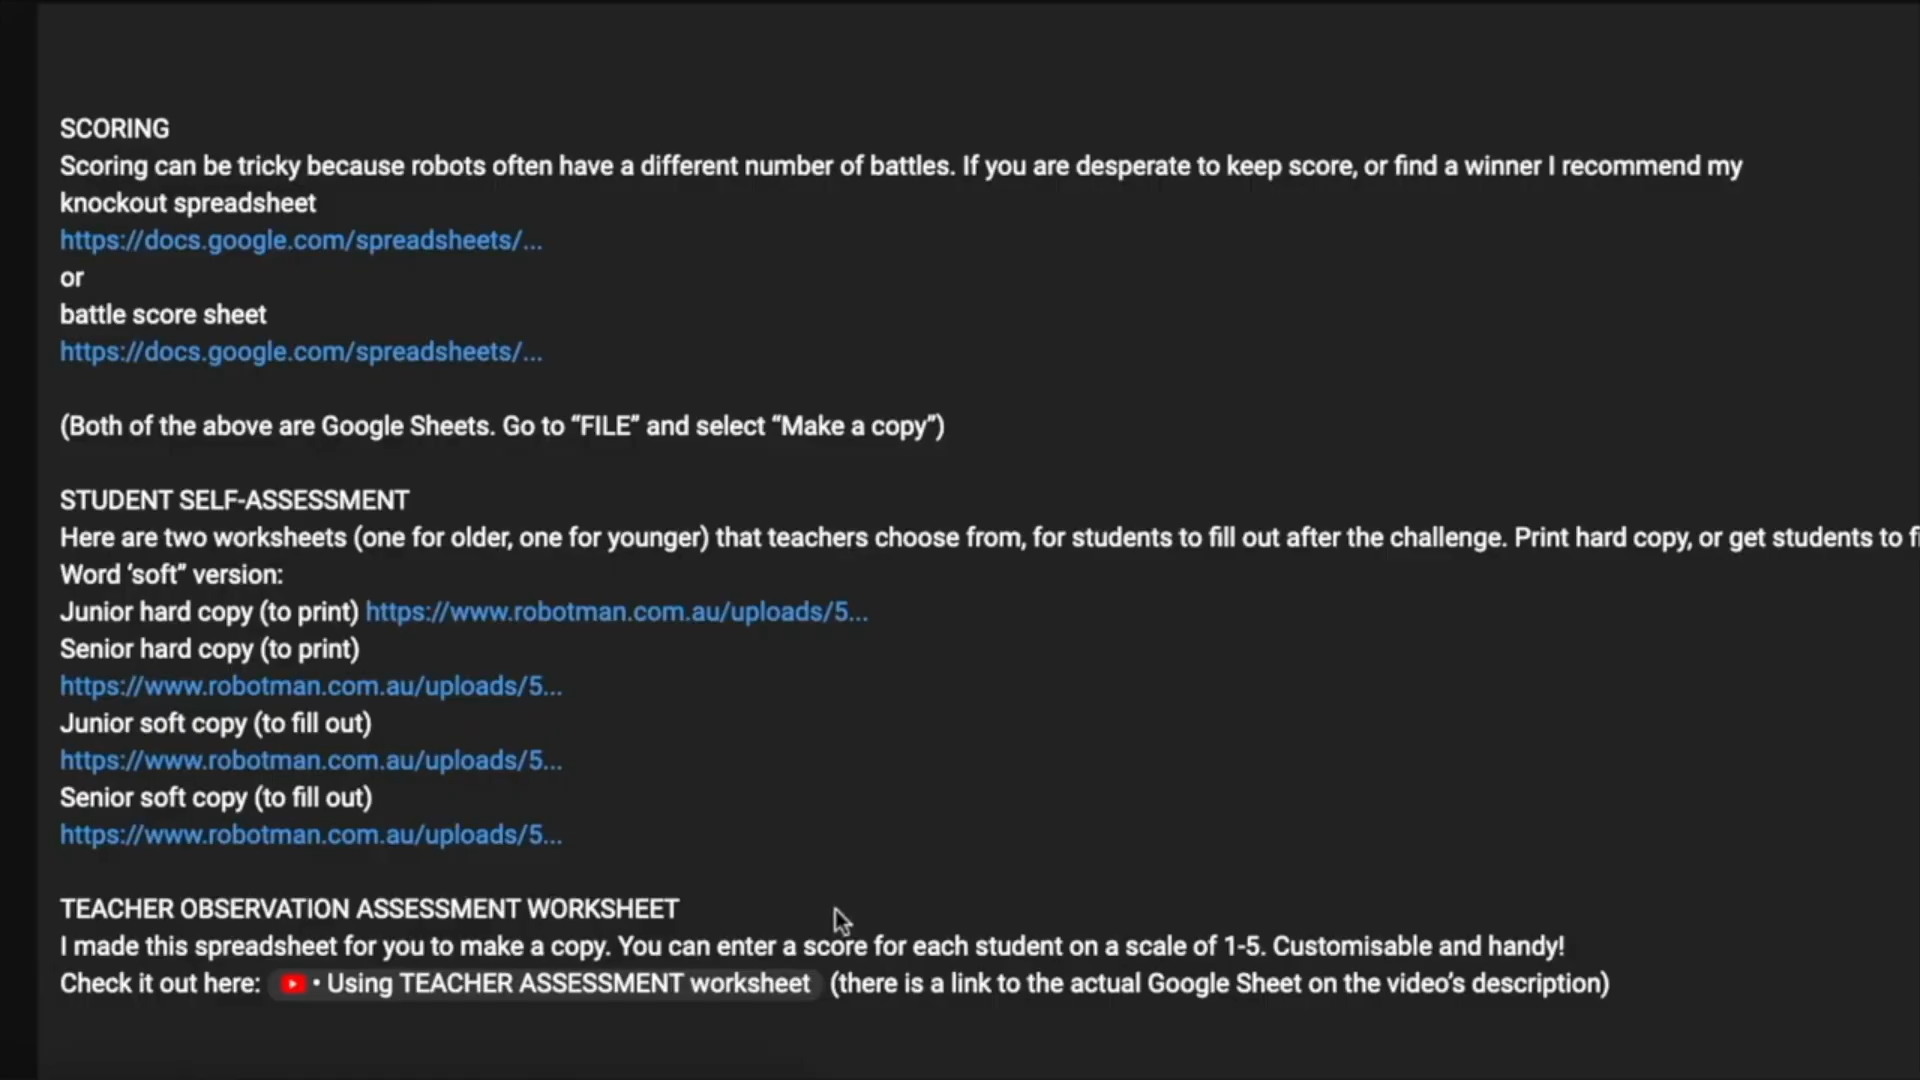 SCORING
Scoring can be tricky because robots often have a different number of battles. If you are desperate to keep score, or find a winner I recommend my
knockout spreadsheet
https://docs.google.com/spreadsheets/...
or
battle score sheet
https://docs.google.com/spreadsheets/...
(Both of the above are Google Sheets. Go to “FILE” and select “Make a copy”)
STUDENT SELF-ASSESSMENT
Here are two worksheets (one for older, one for younger) that teachers choose from, for students to fill out after the challenge. Print hard copy, or get students to
Word ‘soft” version:
Junior hard copy (to print) https://www.robotman.com.au/uploads/5...
Senior hard copy (to print)
https://www.robotman.com.au/uploads/5...
Junior soft copy (to fill out)
https://www.robotman.com.au/uploads/5...
Senior soft copy (to fill out)
https://www.robotman.com.au/uploads/5...
TEACHER OBSERVATION ASSESSMENT WORKSHEET
I made this spreadsheet for you to make a copy. You can enter a score for each student on a scale of 1-5. Customisable and handy!
Check it out here: • Using TEACHER ASSESSMENT worksheet (there is a link to the actual Google Sheet on the video’s description)